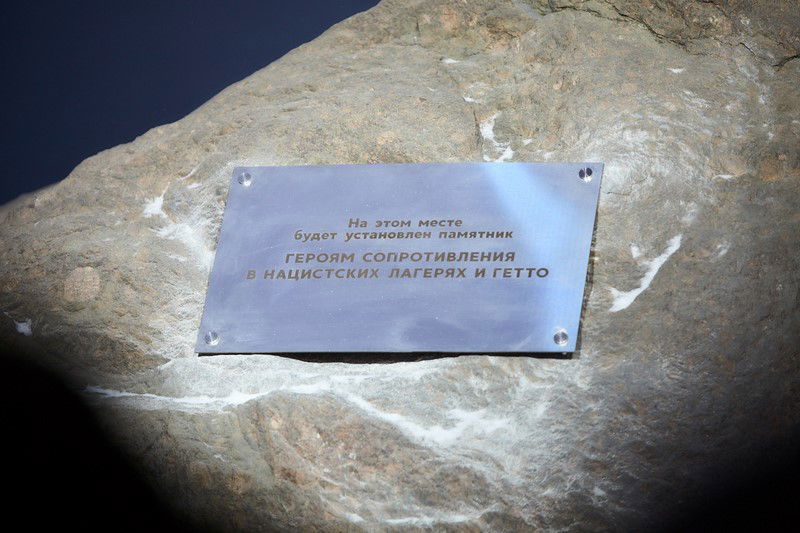 На этом месте
будет установлен памятник
ГЕРОЯМ СОПРОТИВЛЕНИЯ
В НАЦИСТСКИХ ЛАГЕРЯХ И ГЕТТО